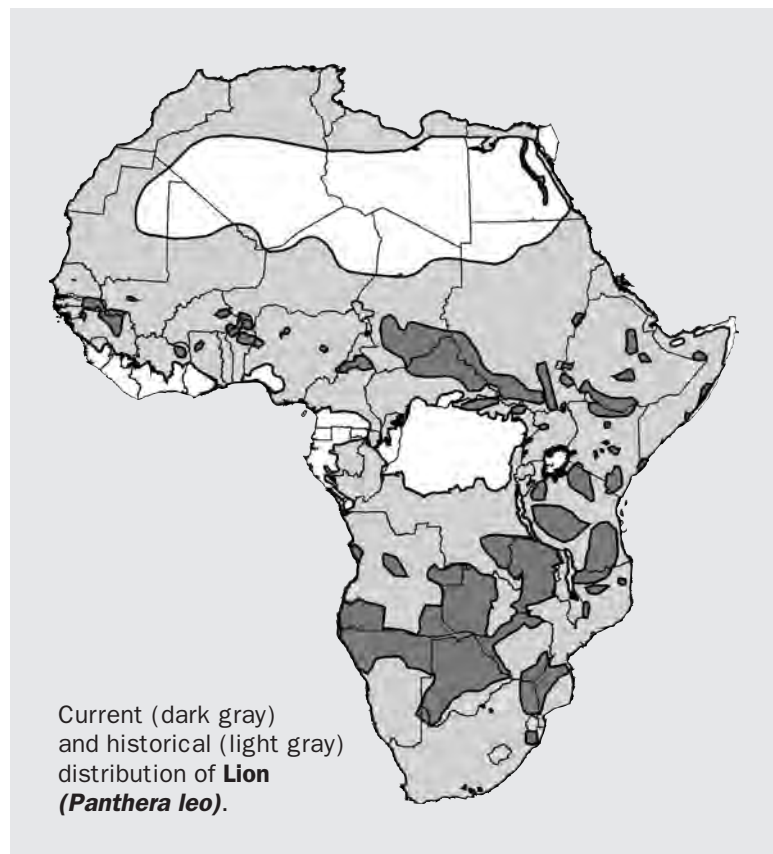 Current (dark gray)
and historical (light gray)
distribution of Lion
(Panthera leo).